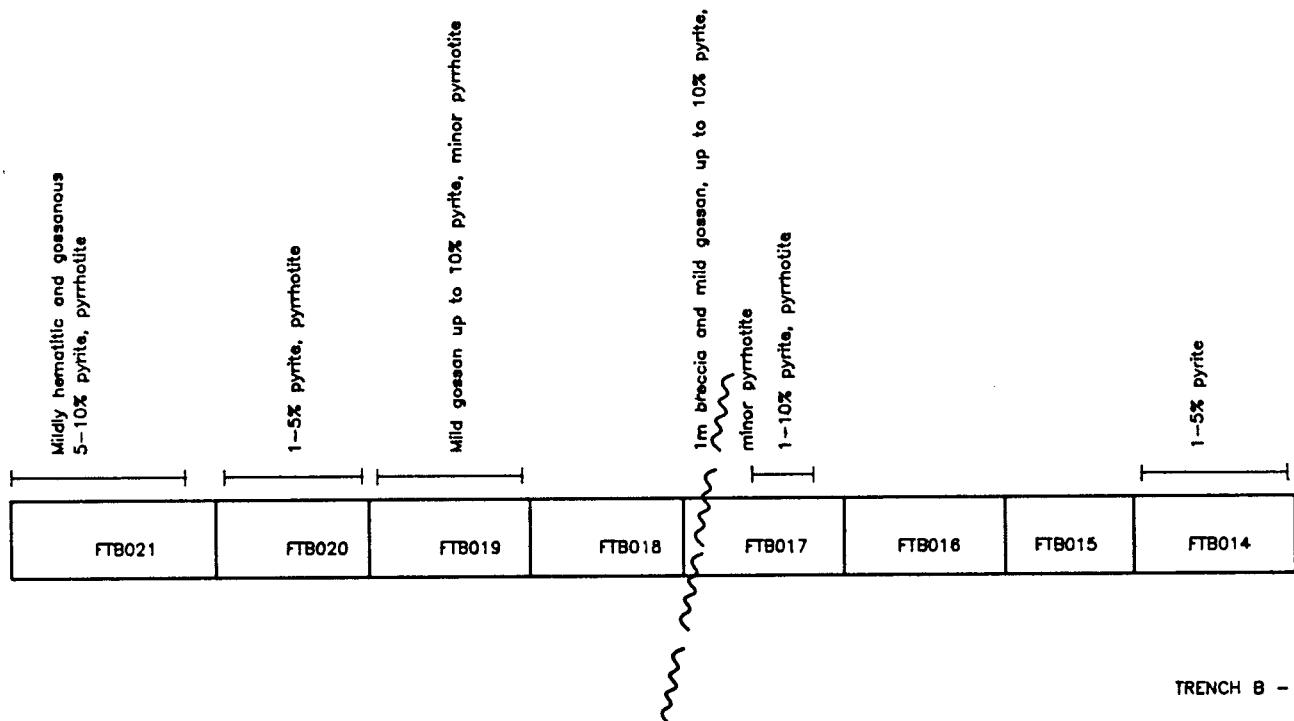 Mildly hematitic and gossanous
5-10% pyrite, pyrrhotite
1-5% pyrite, pyrrhotite
Mild gossan up to 10% pyrite, minor pyrrhotite
1m breccia and mild gossan, up to 10% pyrite,
minor pyrrhotite
1-10% pyrite, pyrrhotite
1-5% pyrite
FTB021
FTB020
FTB019
FTB018
FTB017
FTB016
FTB015
FTB014
TRENCH B -